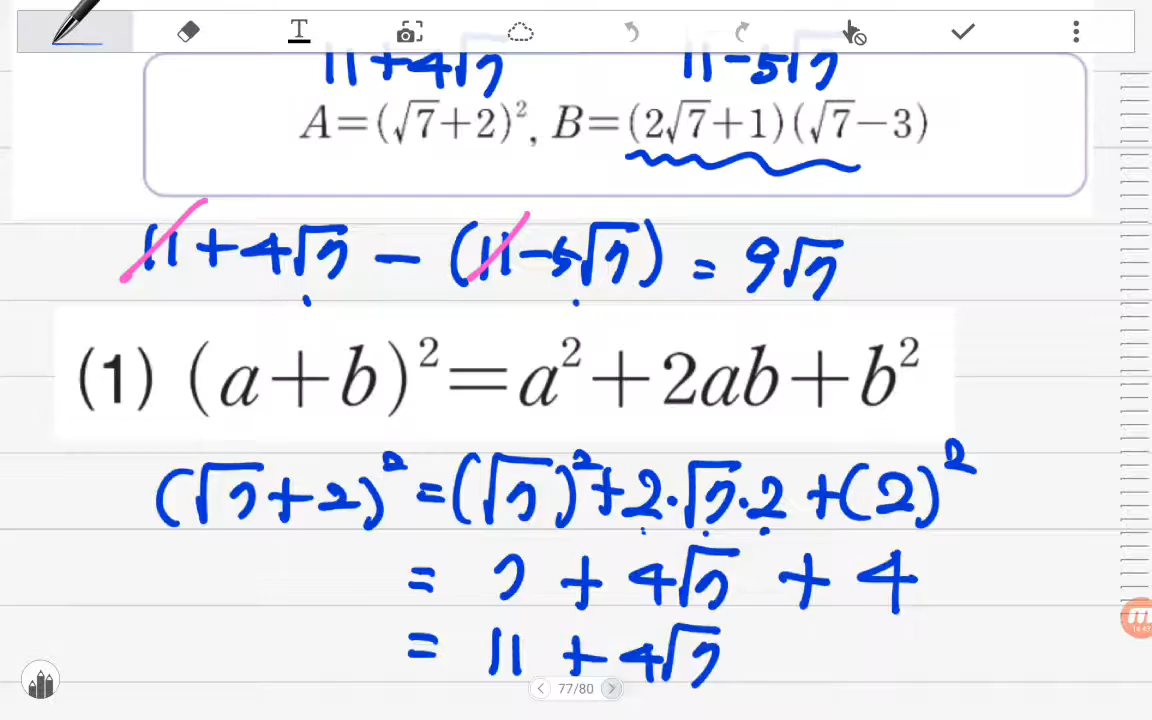 T
11+4√7 11-5√7
A=(√7+2)², B=(2√7+1)(√7-3)
11+4√7-(11-5√7)=9√7
(1) (a+b)²=a²+2ab+b²
(√7+2)²=(√7)²+2·√7·2+(2)²
= 7+4√7+4
= 11+4√7
77/80